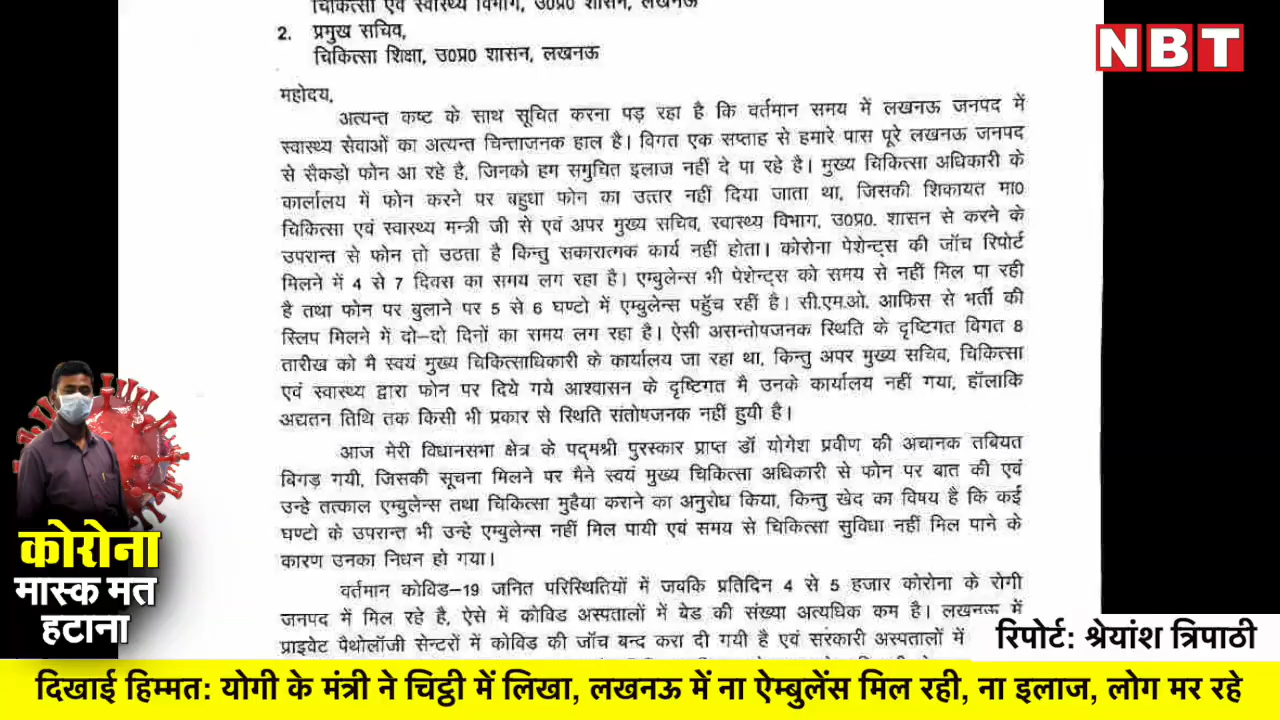 चिकित्सा एवं स्वास्थ्य विभाग, उ0प्र0 शासन, लखनऊ
2. प्रमुख सचिव,
चिकित्सा शिक्षा, उ0प्र0 शासन, लखनऊ
NBT
महोदय,
अत्यन्त कष्ट के साथ सूचित करना पड़ रहा है कि वर्तमान समय में लखनऊ जनपद में
स्वास्थ्य सेवाओं का अत्यन्त चिन्ताजनक हाल है। विगत एक सप्ताह से हमारे पास पूरे लखनऊ जनपद
से सैकड़ो फोन आ रहे है, जिनको हम समुचित इलाज नहीं दे पा रहे है। मुख्य चिकित्सा अधिकारी के
कार्लालय में फोन करने पर बहुधा फोन का उत्तर नहीं दिया जाता था, जिसकी शिकायत मा0
चिकित्सा एवं स्वास्थ्य मन्त्री जी से एवं अपर मुख्य सचिव, स्वास्थ्य विभाग, उ0प्र0. शासन से करने के
उपरान्त से फोन तो उठता है किन्तु सकारात्मक कार्य नहीं होता। कोरोना पेशेन्ट्स की जॉच रिपोर्ट
मिलने में 4 से 7 दिवस का समय लग रहा है। एम्बुलेन्स भी पेशेन्ट्स को समय से नहीं मिल पा रही
है तथा फोन पर बुलाने पर 5 से 6 घण्टो में एम्बुलेन्स पहुँच रहीं है। सी.एम.ओ. आफिस से भर्ती की
स्लिप मिलने में दो–दो दिनों का समय लग रहा है। ऐसी असन्तोषजनक स्थिति के दृष्टिगत विगत 8
तारीख को मै स्वयं मुख्य चिकित्साधिकारी के कार्यालय जा रहा था, किन्तु अपर मुख्य सचिव, चिकित्सा
एवं स्वास्थ्य द्वारा फोन पर दिये गये आश्वासन के दृष्टिगत मै उनके कार्यालय नहीं गया, हॉलाकि
अद्यतन तिथि तक किसी भी प्रकार से स्थिति संतोषजनक नहीं हुयी है।
आज मेरी विधानसभा क्षेत्र के पद्मश्री पुरस्कार प्राप्त डॉ योगेश प्रवीण की अचानक तबियत
बिगड़ गयी, जिसकी सूचना मिलने पर मैने स्वयं मुख्य चिकित्सा अधिकारी से फोन पर बात की एवं
उन्हे तत्काल एम्बुलेन्स तथा चिकित्सा मुहैया कराने का अनुरोध किया, किन्तु खेद का विषय है कि कई
घण्टो के उपरान्त भी उन्हे एम्बुलेन्स नहीं मिल पायी एवं समय से चिकित्सा सुविधा नहीं मिल पाने के
कारण उनका निधन हो गया।
वर्तमान कोविड–19 जनित परिस्थितियों में जबकि प्रतिदिन 4 से 5 हजार कोरोना के रोगी
जनपद में मिल रहे है, ऐसे में कोविड अस्पतालों में बेड की संख्या अत्यधिक कम है। लखनऊ में
प्राइवेट पैथोलॉजी सेन्टरों में कोविड की जॉच बन्द करा दी गयी है एवं सरकारी अस्पतालों में
कोरोना
मास्क मत
हटाना
रिपोर्ट: श्रेयांश त्रिपाठी
दिखाई हिम्मत: योगी के मंत्री ने चिट्ठी में लिखा, लखनऊ में ना ऐम्बुलेंस मिल रही, ना इलाज, लोग मर रहे